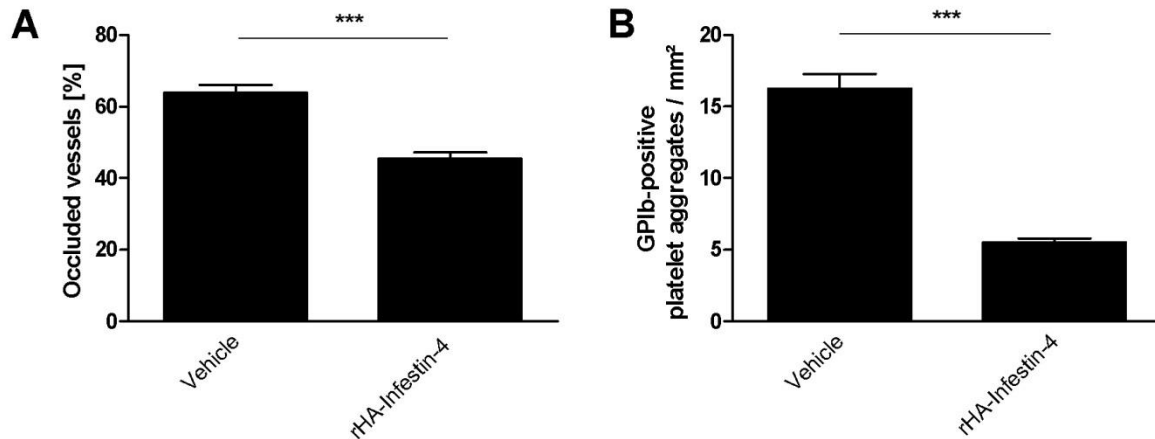 A
***
Occluded vessels [%]
80
60
40
20
0
Vehicle
rHA-Infestin-4
B
***
GPIb-positive
platelet aggregates / mm²
20
15
10
5
0
Vehicle
rHA-Infestin-4